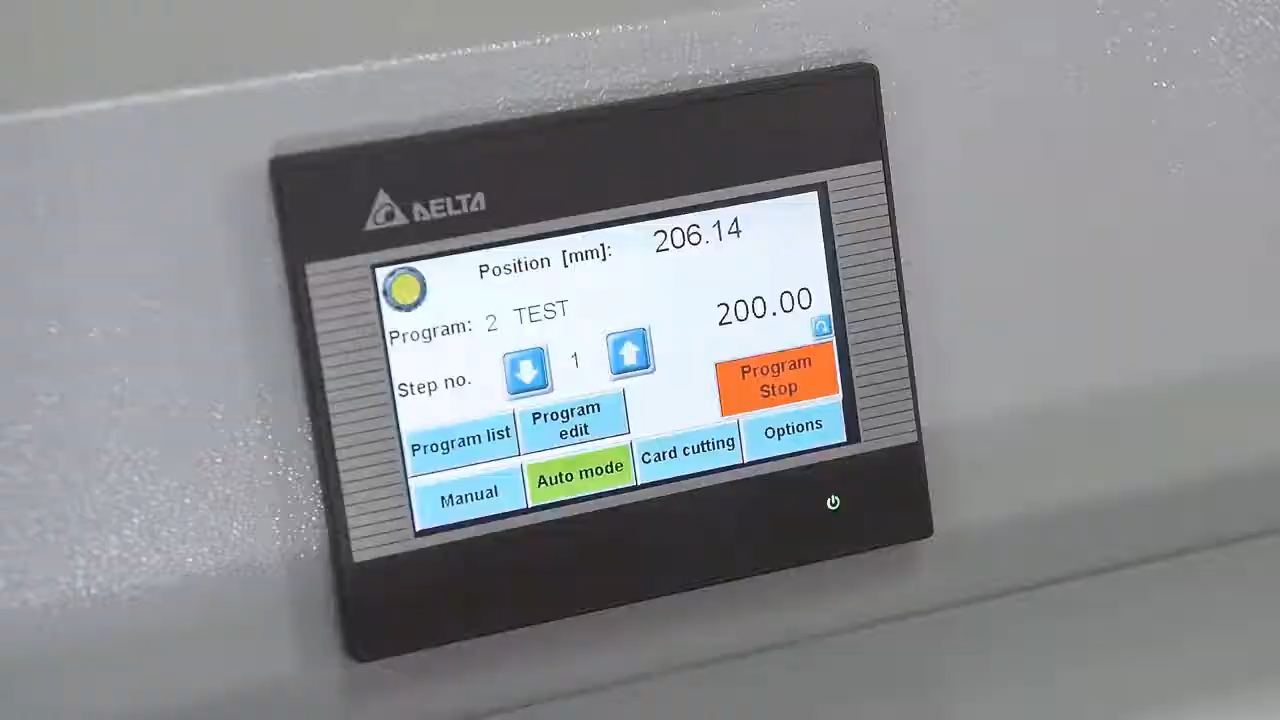 DELTA
Position [mm]: 206.14
Program: 2 TEST 200.00
Step no. 1
Program
Stop
Program list
Program
edit
Manual
Auto mode
Card cutting
Options